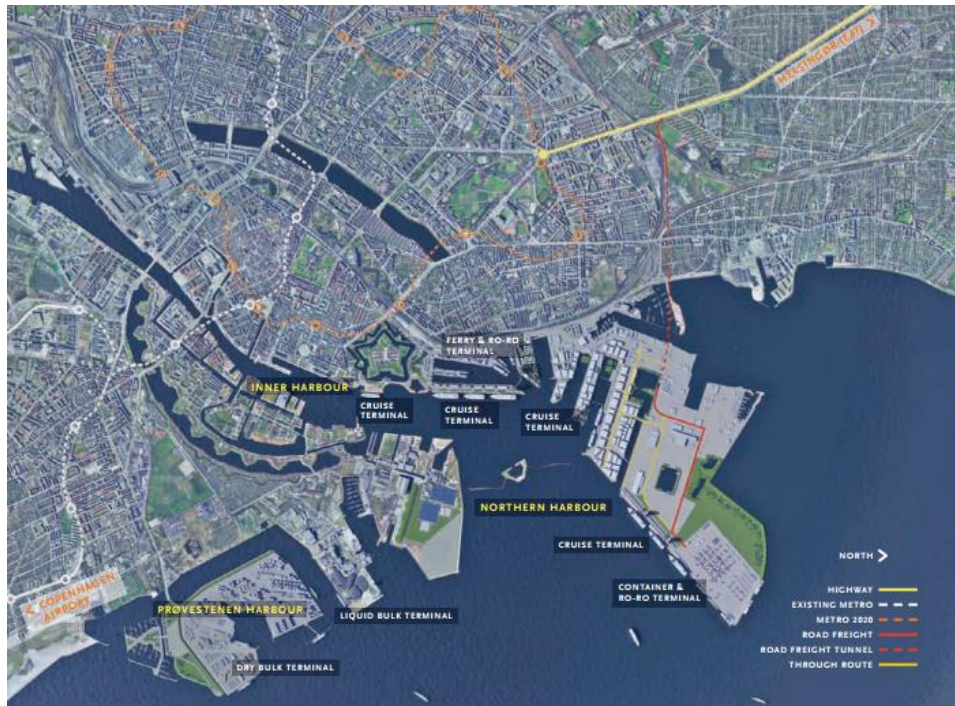 HELSINGØR (E47) >
FERRY & RO-RO
TERMINAL
INNER HARBOUR
CRUISE
TERMINAL
CRUISE
TERMINAL
CRUISE
TERMINAL
NORTHERN HARBOUR
CRUISE TERMINAL
NORTH >
CONTAINER &
RO-RO TERMINAL
< COPENHAGEN
AIRPORT
PRØVESTENEN HARBOUR
LIQUID BULK TERMINAL
DRY BULK TERMINAL
HIGHWAY
EXISTING METRO
METRO 2020
ROAD FREIGHT
ROAD FREIGHT TUNNEL
THROUGH ROUTE